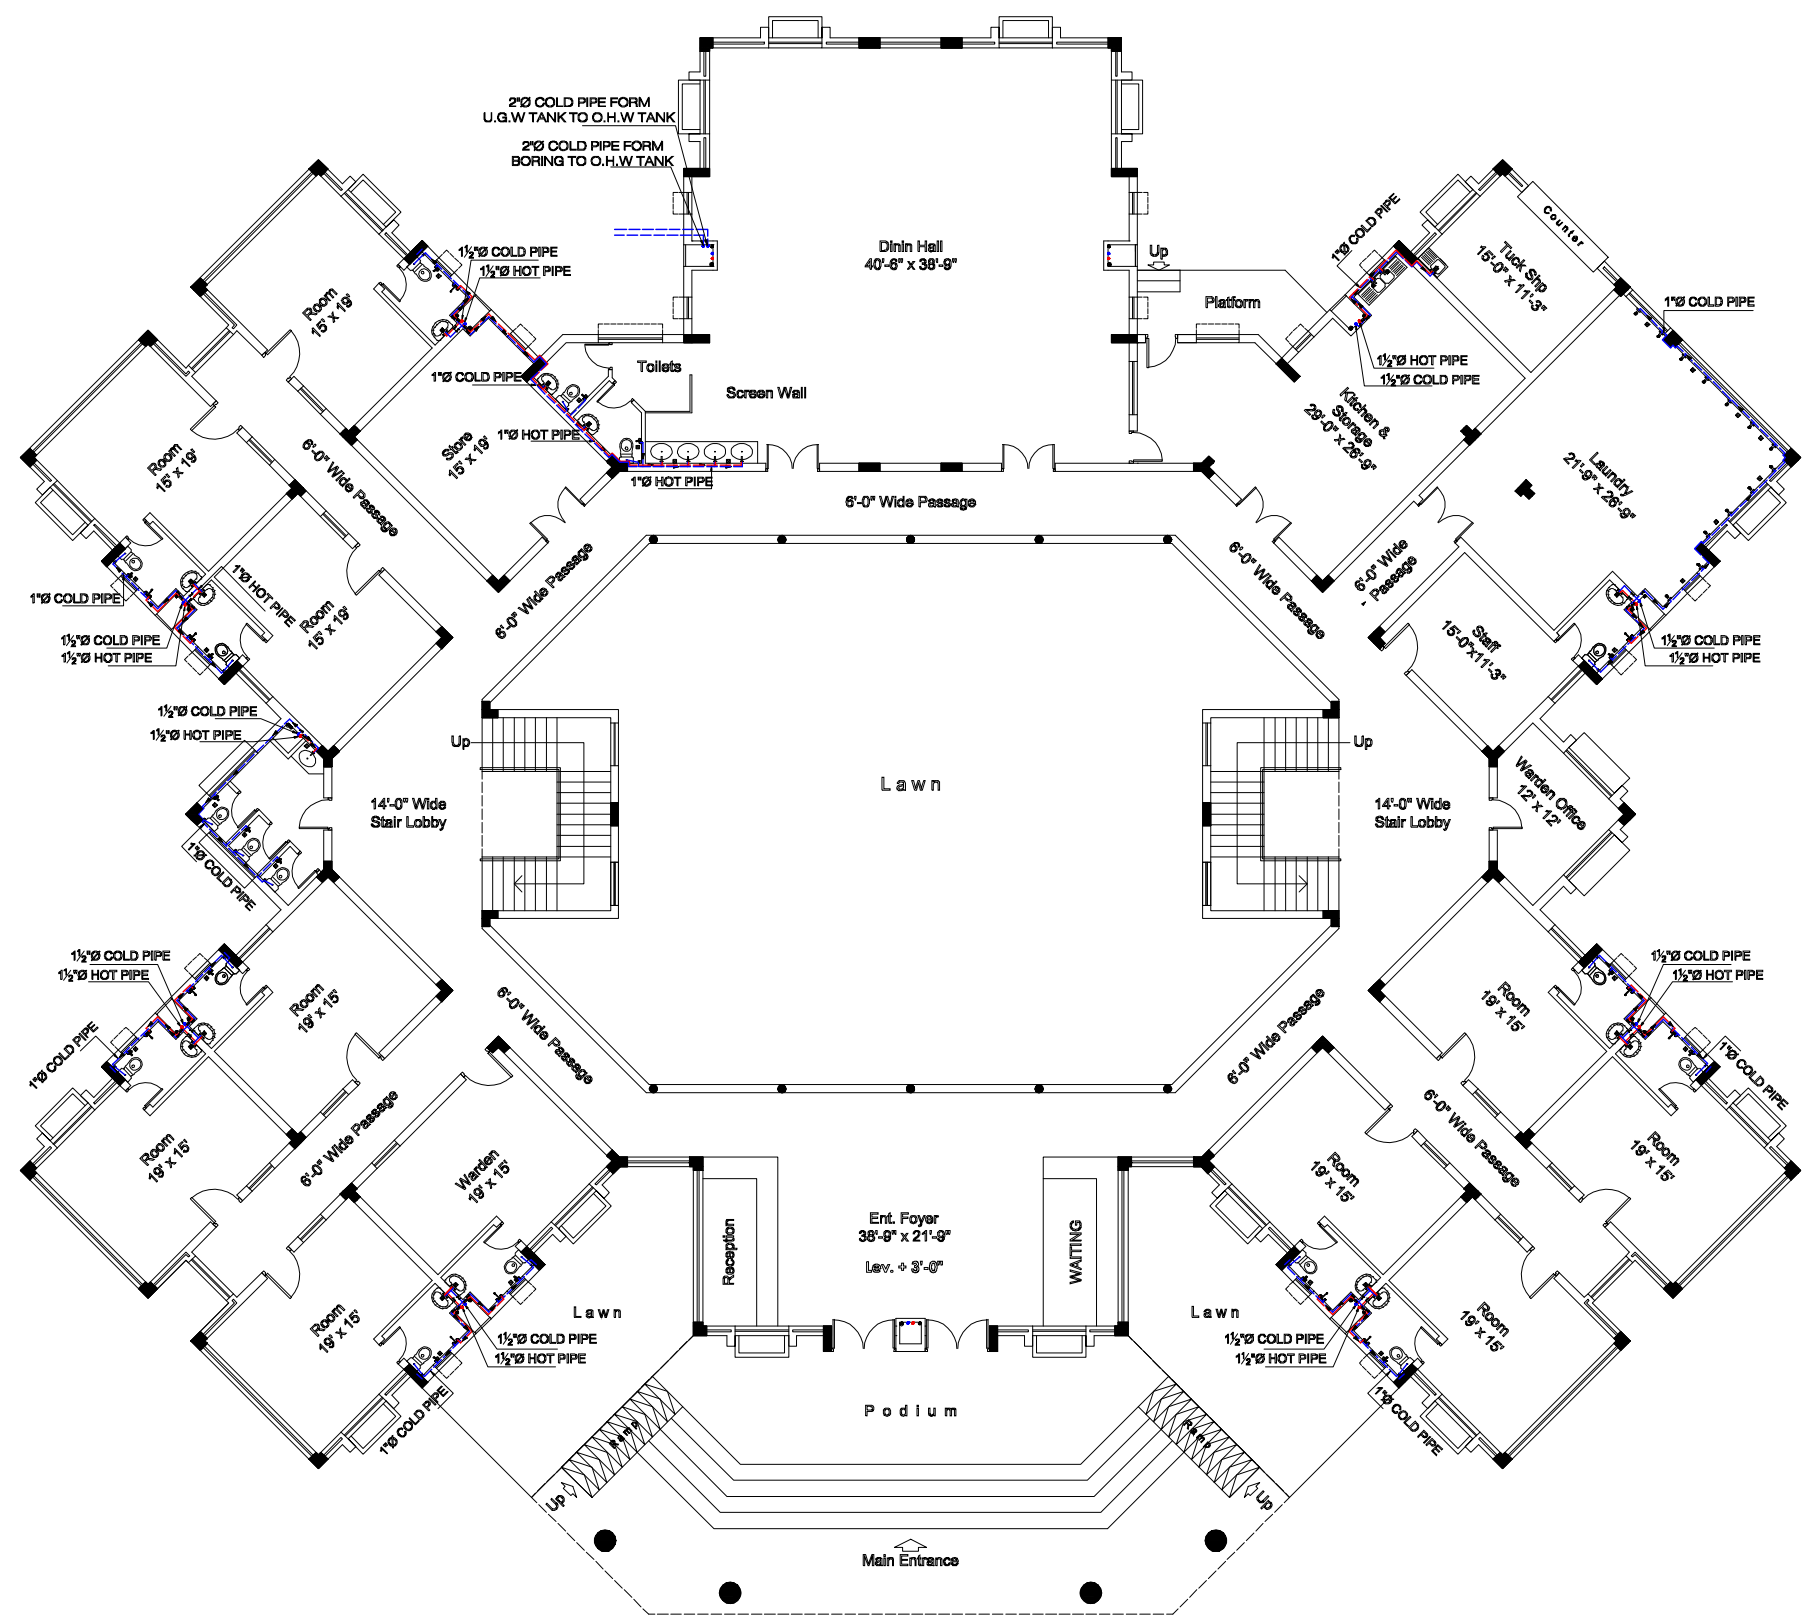 2"Ø COLD PIPE FORM
U.G.W TANK TO O.H.W TANK
2"Ø COLD PIPE FORM
BORING TO O.H.W TANK
Dinin Hall
40'-6" x 38'-9"
Up
Platform
1"Ø COLD PIPE
Counter
Tuck Shp
15'-0" x 11'-3"
1"Ø COLD PIPE
1½"Ø HOT PIPE
1½"Ø COLD PIPE
Kitchen &
Storage
29'-0" x 26'-9"
Laundry
21'-9" x 26'-9"
1½"Ø COLD PIPE
1½"Ø HOT PIPE
Room
15' x 19'
Room
15' x 19'
6'-0" Wide Passage
Store
15' x 19'
1"Ø COLD PIPE
Toilets
Screen Wall
1"Ø HOT PIPE
1"Ø HOT PIPE
6'-0" Wide Passage
6'-0" Wide Passage
6'-0" Wide Passage
6'-0" Wide
Passage
Staff
15'-0"x11'-3"
1½"Ø COLD PIPE
1½"Ø HOT PIPE
1"Ø HOT PIPE
Room
15' x 19'
1"Ø COLD PIPE
1½"Ø COLD PIPE
1½"Ø HOT PIPE
1½"Ø COLD PIPE
1½"Ø HOT PIPE
Up
Up
Lawn
14'-0" Wide
Stair Lobby
14'-0" Wide
Stair Lobby
Warden Office
12' x 12'
1"Ø COLD PIPE
1½"Ø COLD PIPE
1½"Ø HOT PIPE
Room
19' x 15'
1"Ø COLD PIPE
6'-0" Wide Passage
6'-0" Wide Passage
Room
19' x 15'
1½"Ø COLD PIPE
1½"Ø HOT PIPE
1"Ø COLD PIPE
Room
19' x 15'
6'-0" Wide Passage
Warden
19' x 15'
Room
19' x 15'
6'-0" Wide Passage
Room
19' x 15'
Reception
Ent. Foyer
38'-9" x 21'-9"
Lev. + 3'-0"
WAITING
Room
19' x 15'
Lawn
1½"Ø COLD PIPE
1½"Ø HOT PIPE
1"Ø COLD PIPE
Lawn
1½"Ø COLD PIPE
1½"Ø HOT PIPE
Room
19' x 15'
1"Ø COLD PIPE
Podium
Ramp
Ramp
Up
Up
Main Entrance